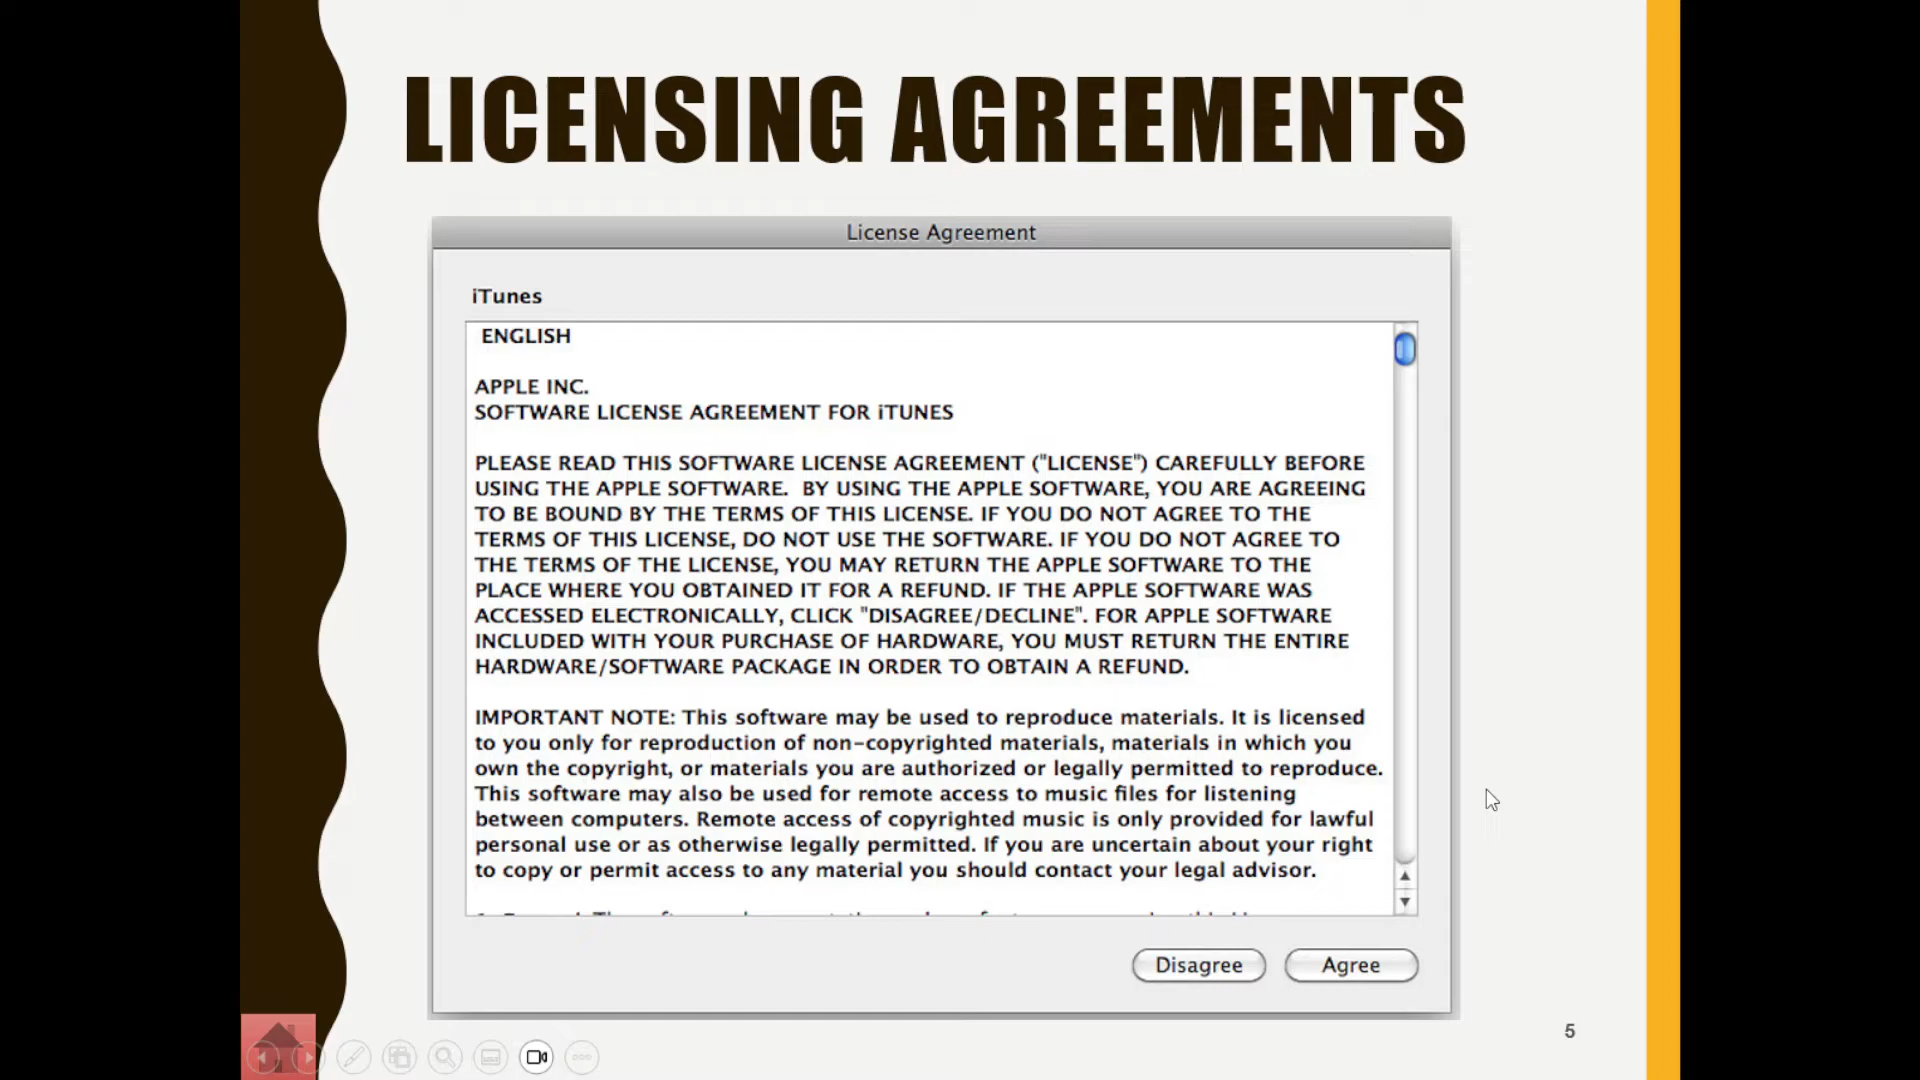 LICENSING AGREEMENTS
License Agreement
iTunes
ENGLISH
APPLE INC.
SOFTWARE LICENSE AGREEMENT FOR iTUNES
PLEASE READ THIS SOFTWARE LICENSE AGREEMENT ("LICENSE") CAREFULLY BEFORE
USING THE APPLE SOFTWARE.  BY USING THE APPLE SOFTWARE, YOU ARE AGREEING
TO BE BOUND BY THE TERMS OF THIS LICENSE. IF YOU DO NOT AGREE TO THE
TERMS OF THIS LICENSE, DO NOT USE THE SOFTWARE. IF YOU DO NOT AGREE TO
THE TERMS OF THE LICENSE, YOU MAY RETURN THE APPLE SOFTWARE TO THE
PLACE WHERE YOU OBTAINED IT FOR A REFUND. IF THE APPLE SOFTWARE WAS
ACCESSED ELECTRONICALLY, CLICK "DISAGREE/DECLINE". FOR APPLE SOFTWARE
INCLUDED WITH YOUR PURCHASE OF HARDWARE, YOU MUST RETURN THE ENTIRE
HARDWARE/SOFTWARE PACKAGE IN ORDER TO OBTAIN A REFUND.
IMPORTANT NOTE: This software may be used to reproduce materials. It is licensed
to you only for reproduction of non-copyrighted materials, materials in which you
own the copyright, or materials you are authorized or legally permitted to reproduce.
This software may also be used for remote access to music files for listening
between computers. Remote access of copyrighted music is only provided for lawful
personal use or as otherwise legally permitted. If you are uncertain about your right
to copy or permit access to any material you should contact your legal advisor.
Disagree
Agree
5